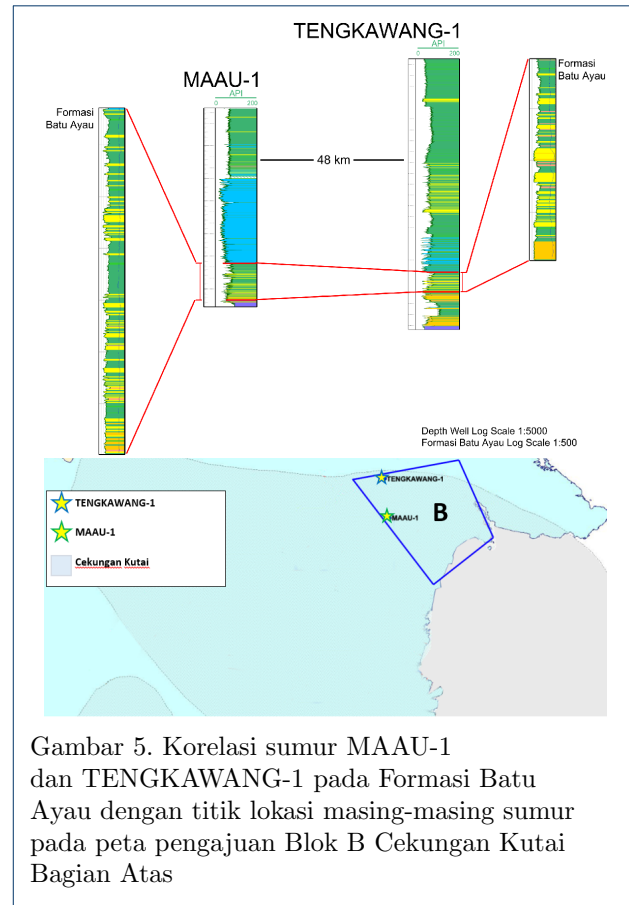 TENGKAWANG-1
API
0 200
Formasi
Batu Ayau
MAAU-1
API
0 200
Formasi
Batu Ayau
48 km
Depth Well Log Scale 1:5000
Formasi Batu Ayau Log Scale 1:500
TENGKAWANG-1
MAAU-1
B
TENGKAWANG-1
MAAU-1
Cekungan Kutai
Gambar 5. Korelasi sumur MAAU-1
dan TENGKAWANG-1 pada Formasi Batu
Ayau dengan titik lokasi masing-masing sumur
pada peta pengajuan Blok B Cekungan Kutai
Bagian Atas